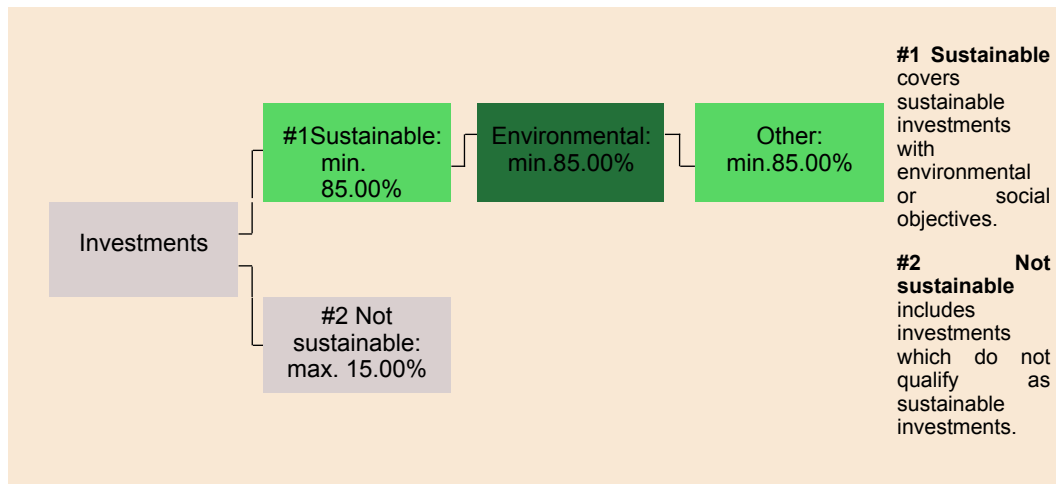 #1Sustainable:
min.
85.00%
Environmental:
min.85.00%
Other:
min.85.00%
Investments
#2 Not
sustainable:
max. 15.00%
#1 Sustainable
covers
sustainable
investments
with
environmental
or social
objectives.
#2 Not
sustainable
includes
investments
which do not
qualify as
sustainable
investments.